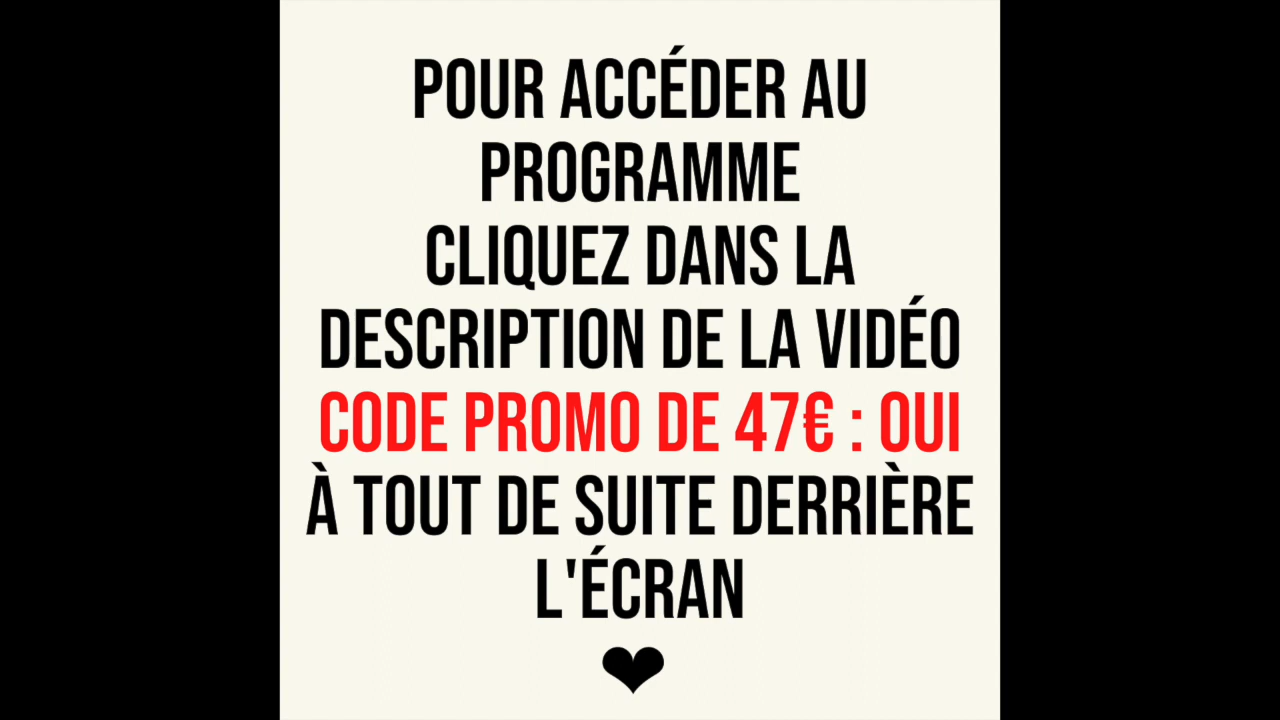 POUR ACCÉDER AU
PROGRAMME
CLIQUEZ DANS LA
DESCRIPTION DE LA VIDÉO
CODE PROMO DE 47€ : OUI
À TOUT DE SUITE DERRIÈRE
L'ÉCRAN